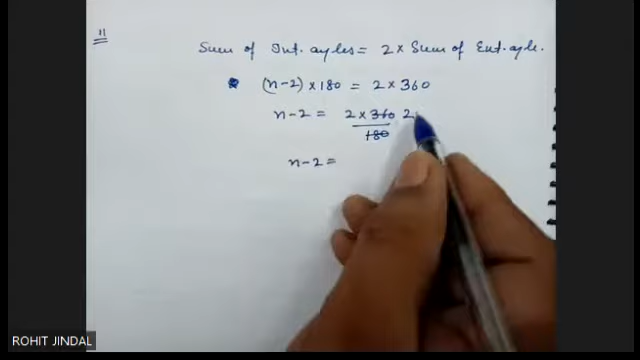 11
Sum of Int. angles = 2 × Sum of Ext. angle.
(n-2) × 180 = 2 × 360
n-2 = 2 × 360 2
180
n-2 =
ROHIT JINDAL